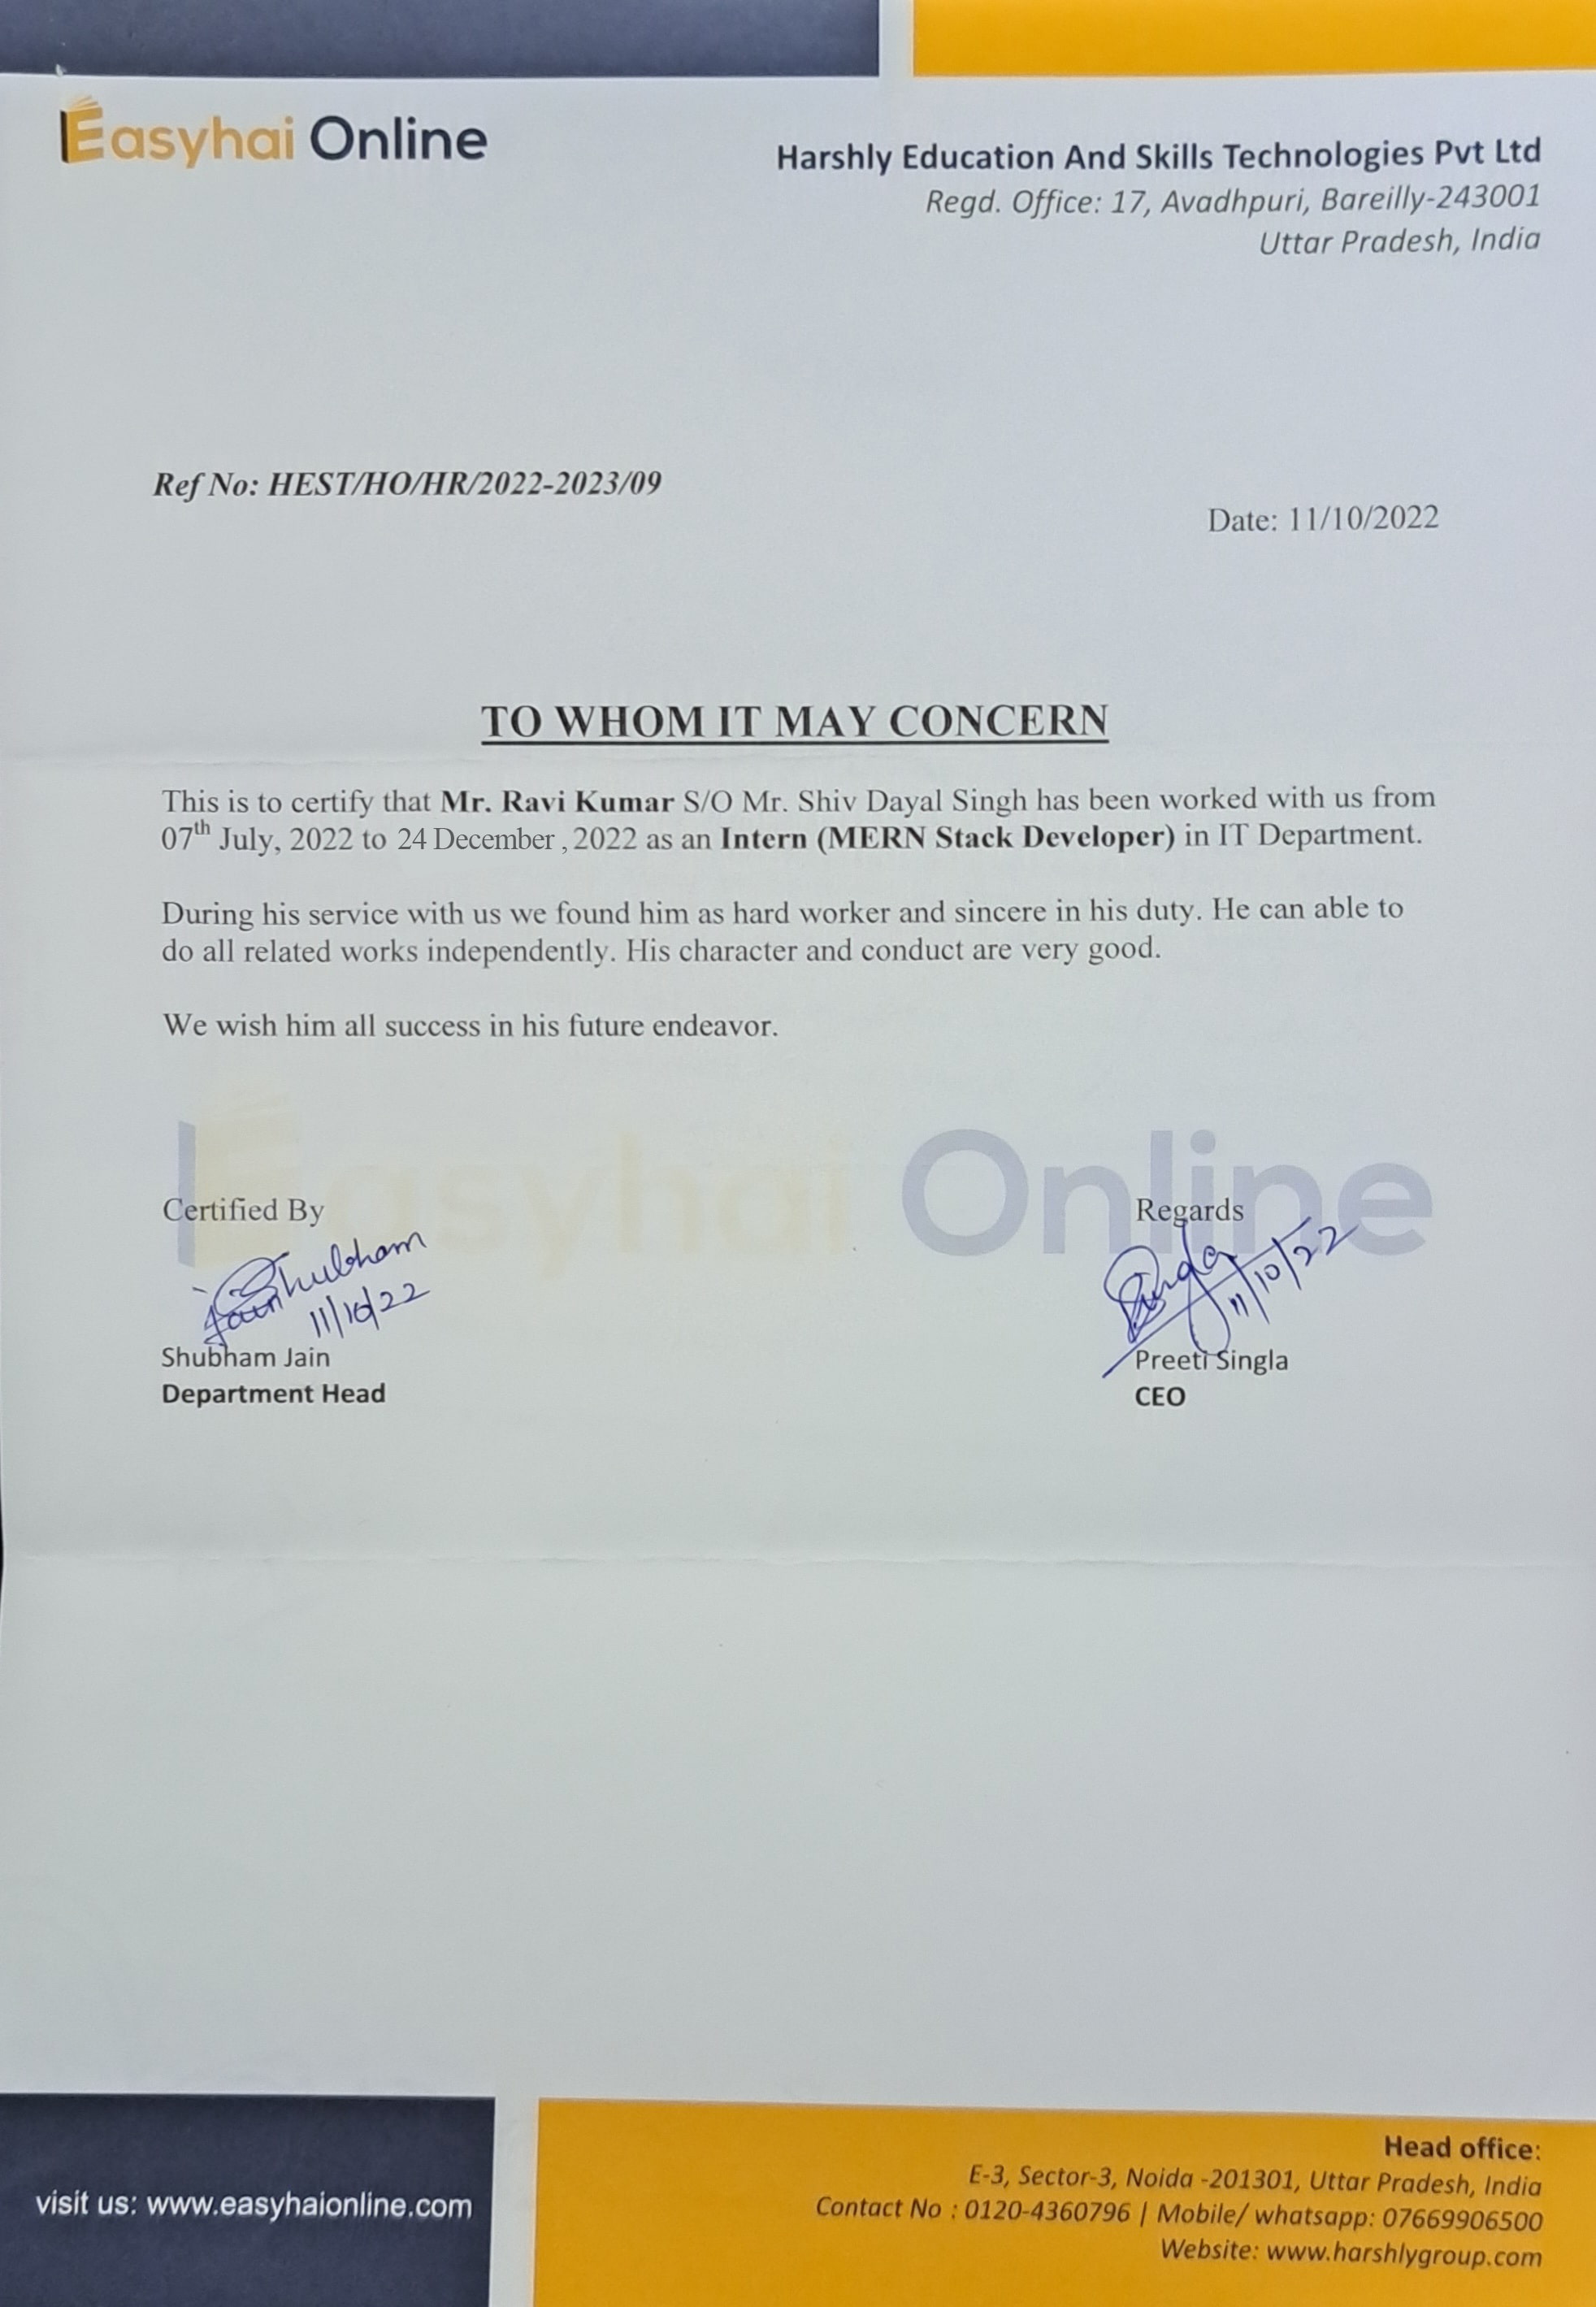 Easyhai Online
Harshly Education And Skills Technologies Pvt Ltd
Regd. Office: 17, Avadhpuri, Bareilly-243001
Uttar Pradesh, India
Ref No: HEST/HO/HR/2022-2023/09
Date: 11/10/2022
TO WHOM IT MAY CONCERN
This is to certify that Mr. Ravi Kumar S/O Mr. Shiv Dayal Singh has been worked with us from
07th July, 2022 to 24 December , 2022 as an Intern (MERN Stack Developer) in IT Department.
During his service with us we found him as hard worker and sincere in his duty. He can able to
do all related works independently. His character and conduct are very good.
We wish him all success in his future endeavor.
Easyhai Online
Certified By
Regards
Shubham
Jain
11/10/22
Singla
11/10/22
Shubham Jain
Department Head
Preeti Singla
CEO
visit us: www.easyhaionline.com
Head office:
E-3, Sector-3, Noida -201301, Uttar Pradesh, India
Contact No : 0120-4360796 | Mobile/ whatsapp: 07669906500
Website: www.harshlygroup.com